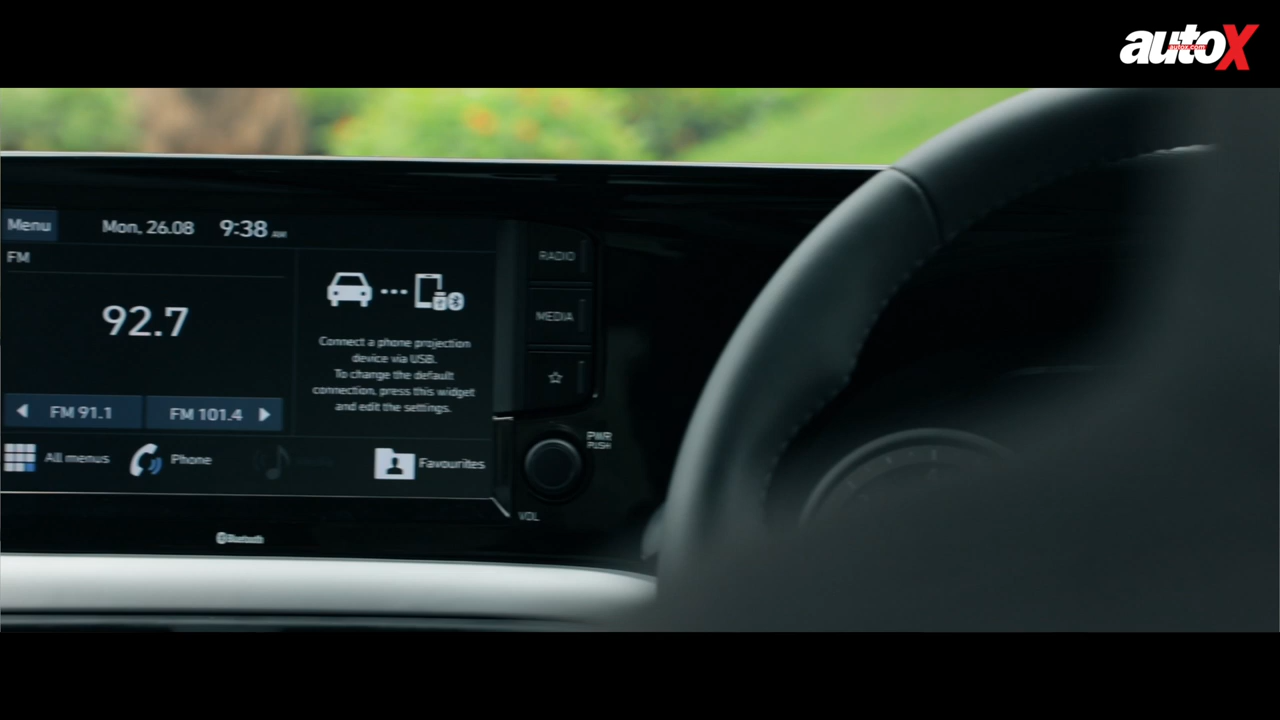 autoX
autox.com
Menu
Mon, 26.08
9:38 AM
FM
92.7
FM 91.1
FM 101.4
Connect a phone projection
device via USB.
To change the default
connection, press this widget
and edit the settings.
All menus
Phone
Favourites
RADIO
MEDIA
PWR
PUSH
VOL
Bluetooth